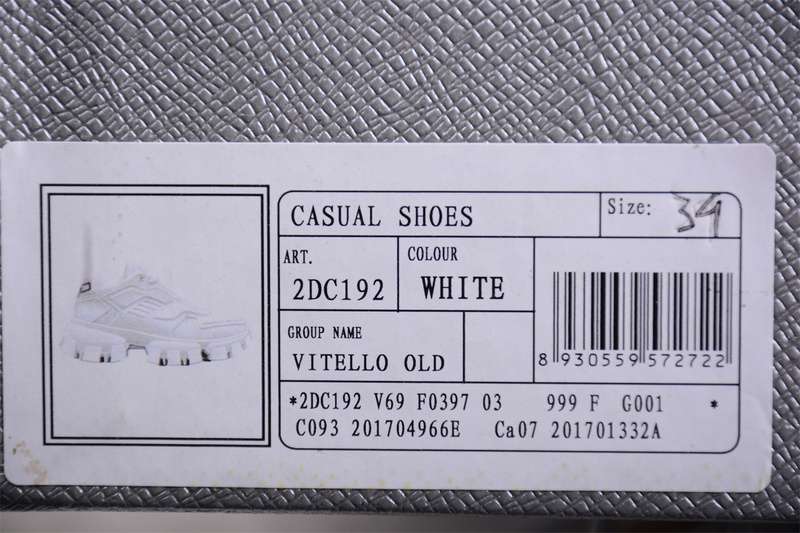 CASUAL SHOES
Size: 34
ART.
2DC192
COLOUR
WHITE
GROUP NAME
VITELLO OLD
8 930559 572722
*2DC192 V69 F0397 03 999 F G001 *
C093 201704966E Ca07 201701332A